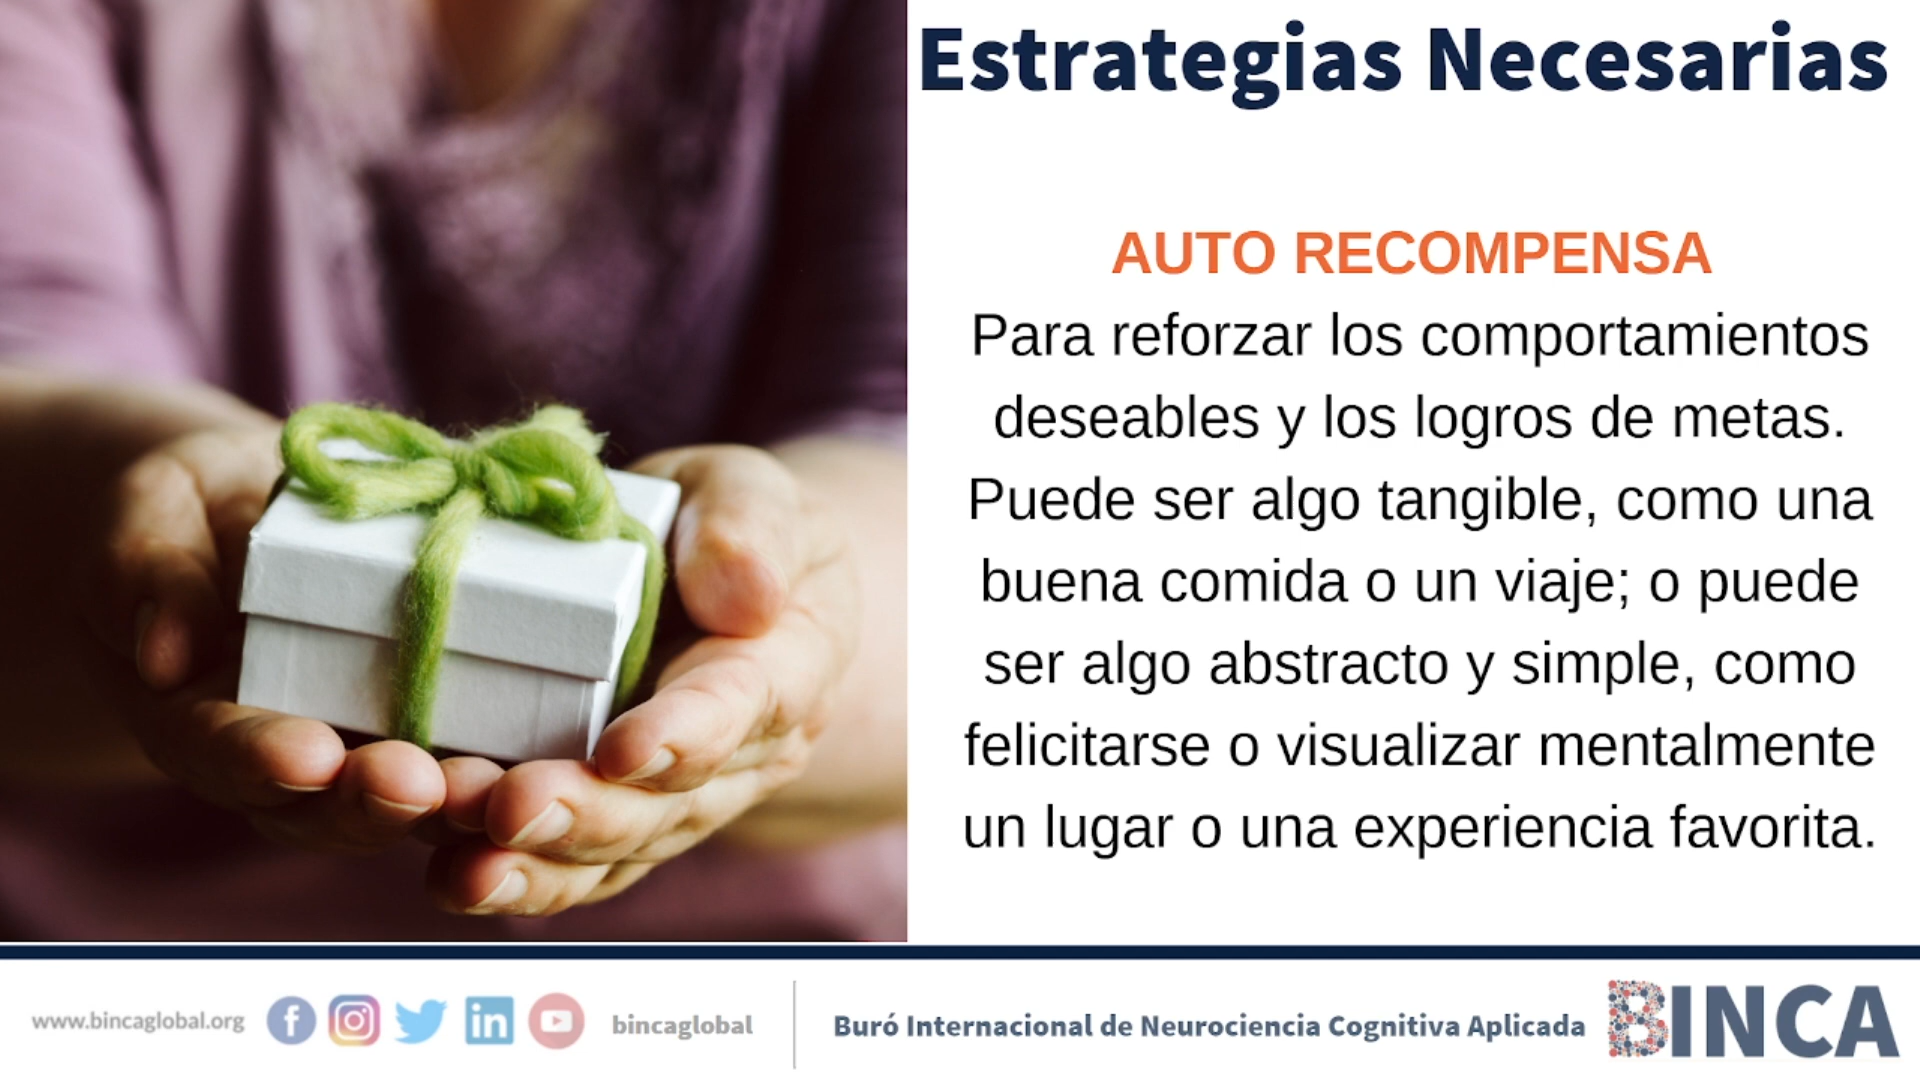 Estrategias Necesarias
AUTO RECOMPENSA
Para reforzar los comportamientos
deseables y los logros de metas.
Puede ser algo tangible, como una
buena comida o un viaje; o puede
ser algo abstracto y simple, como
felicitarse o visualizar mentalmente
un lugar o una experiencia favorita.
www.bincaglobal.org
bincaglobal
Buró Internacional de Neurociencia Cognitiva Aplicada
BINCA